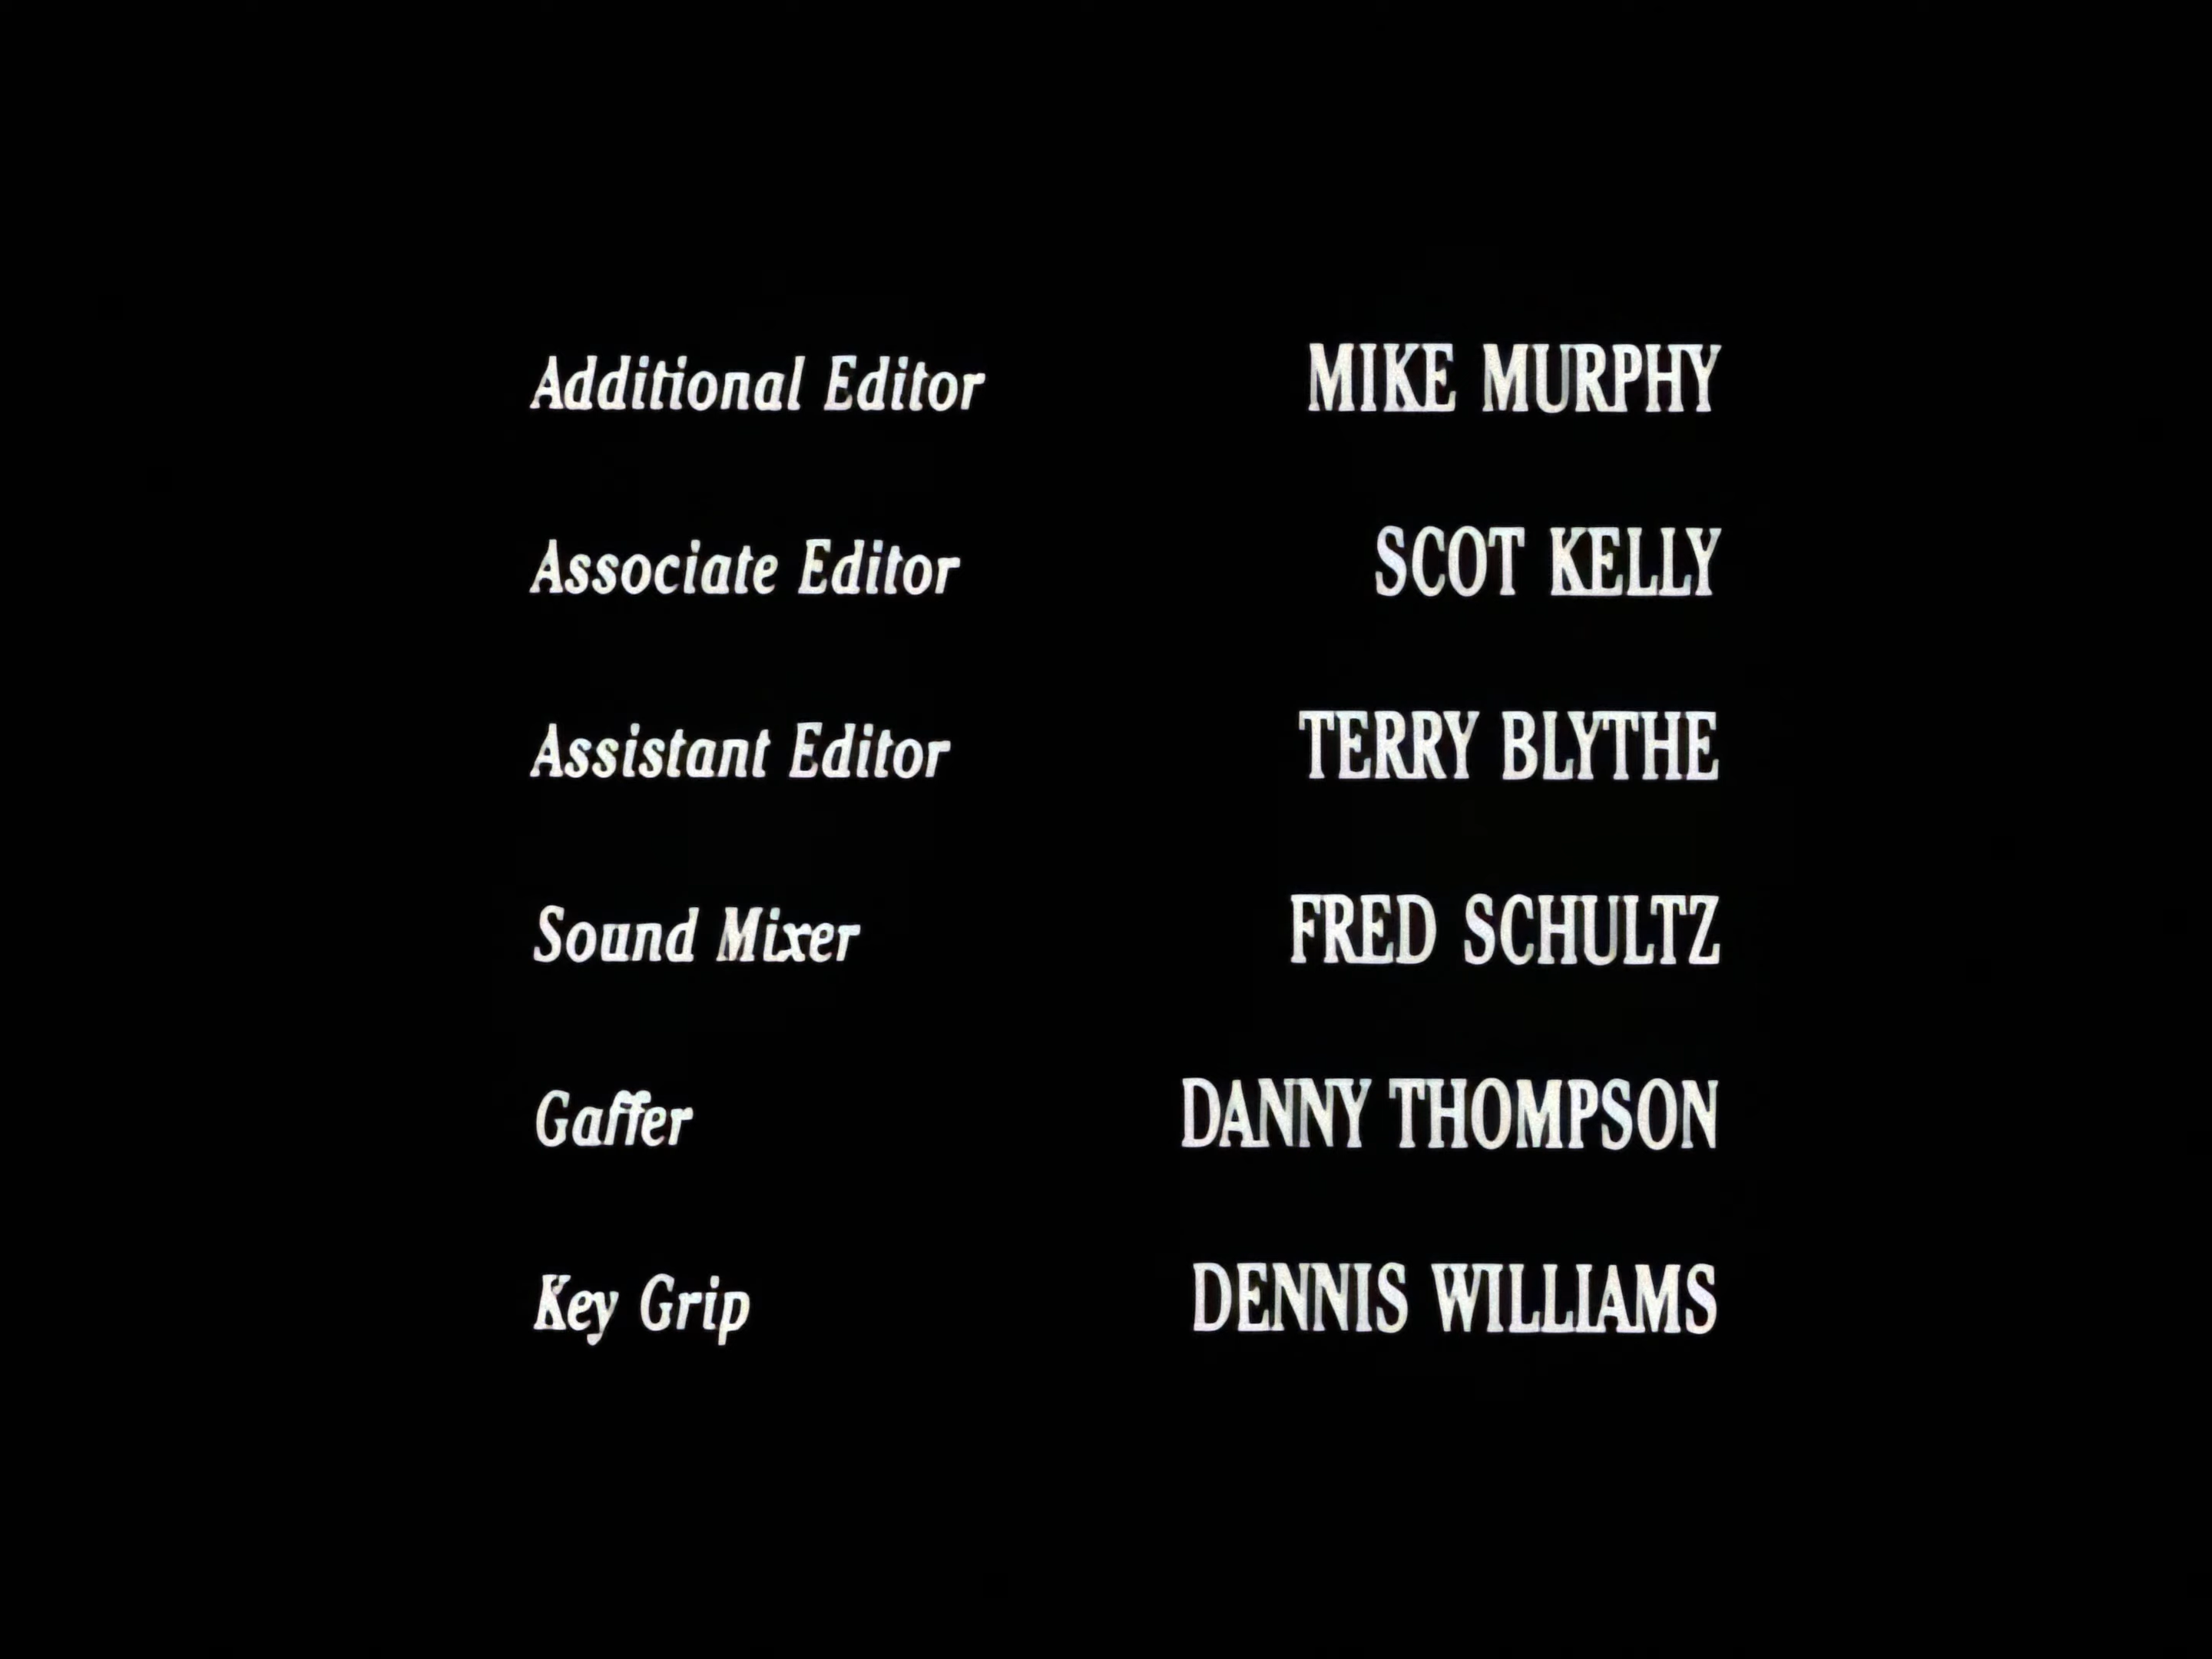 Additional Editor MIKE MURPHY
Associate Editor SCOT KELLY
Assistant Editor TERRY BLYTHE
Sound Mixer FRED SCHULTZ
Gaffer DANNY THOMPSON
Key Grip DENNIS WILLIAMS